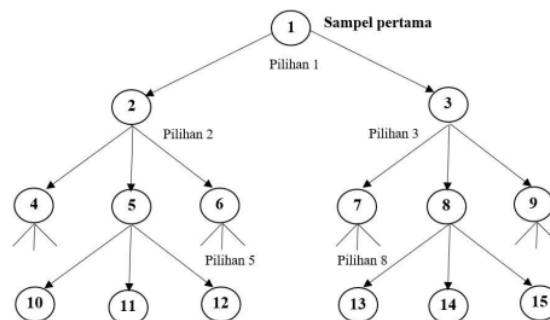 1 Sampel pertama
Pilihan 1
2 3
Pilihan 2 Pilihan 3
4 5 6 7 8 9
Pilihan 5 Pilihan 8
10 11 12 13 14 15